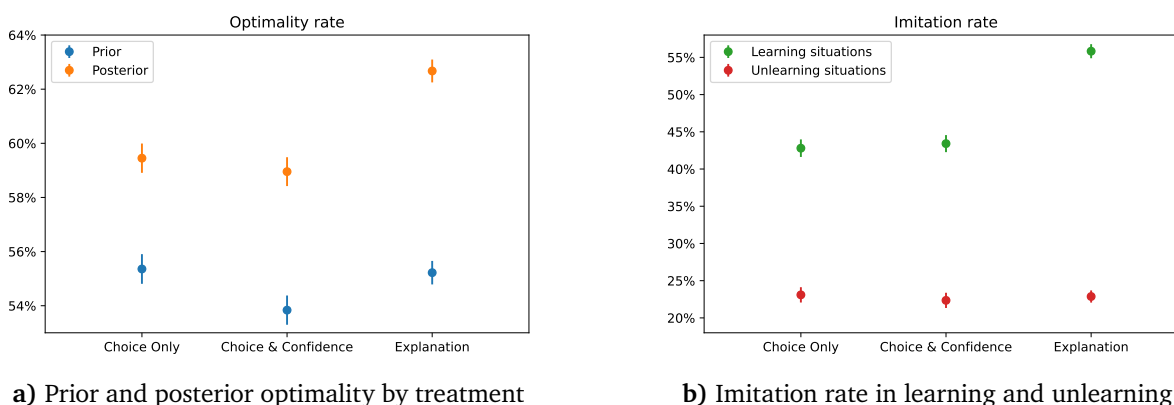 Optimality rate
64%
62%
60%
58%
56%
54%
Prior
Posterior
Choice Only
Choice & Confidence
Explanation
a) Prior and posterior optimality by treatment
Imitation rate
55%
50%
45%
40%
35%
30%
25%
20%
Learning situations
Unlearning situations
Choice Only
Choice & Confidence
Explanation
b) Imitation rate in learning and unlearning